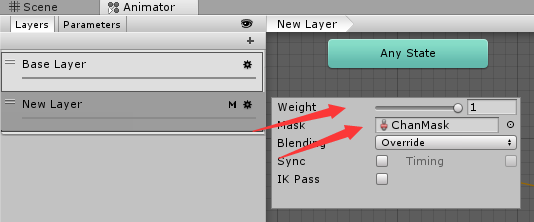 Scene Animator
Layers Parameters
New Layer
Base Layer
New Layer M
Any State
Weight 1
Mask ChanMask
Blending Override
Sync Timing
IK Pass